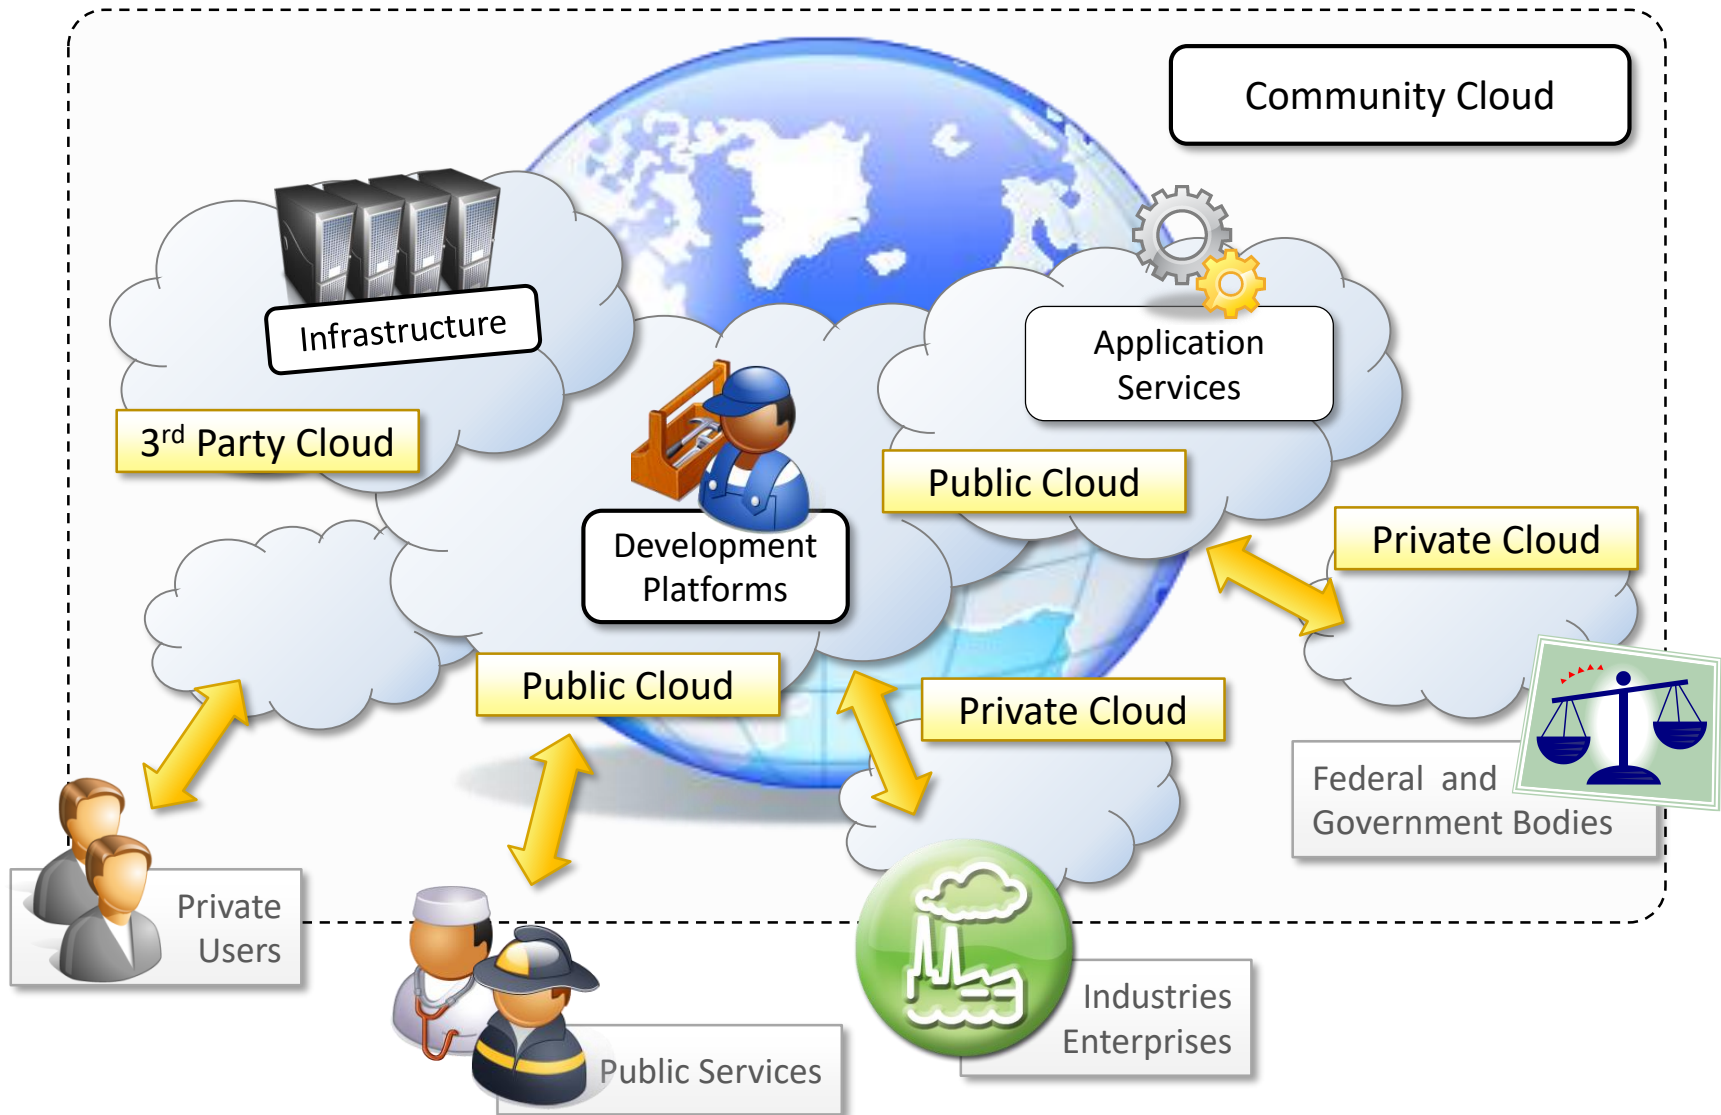 Community Cloud
Infrastructure
Application
Services
3rd Party Cloud
Public Cloud
Development
Platforms
Private Cloud
Public Cloud
Private Cloud
Federal and
Government Bodies
Private
Users
Industries
Enterprises
Public Services